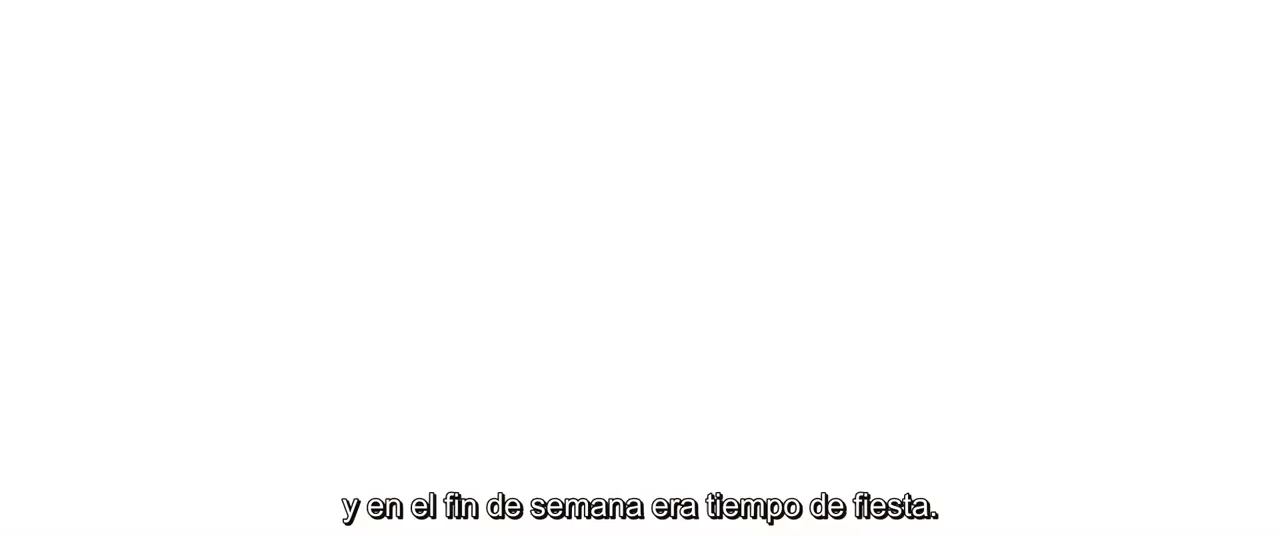 y en el fin de semana era tiempo de fiesta.